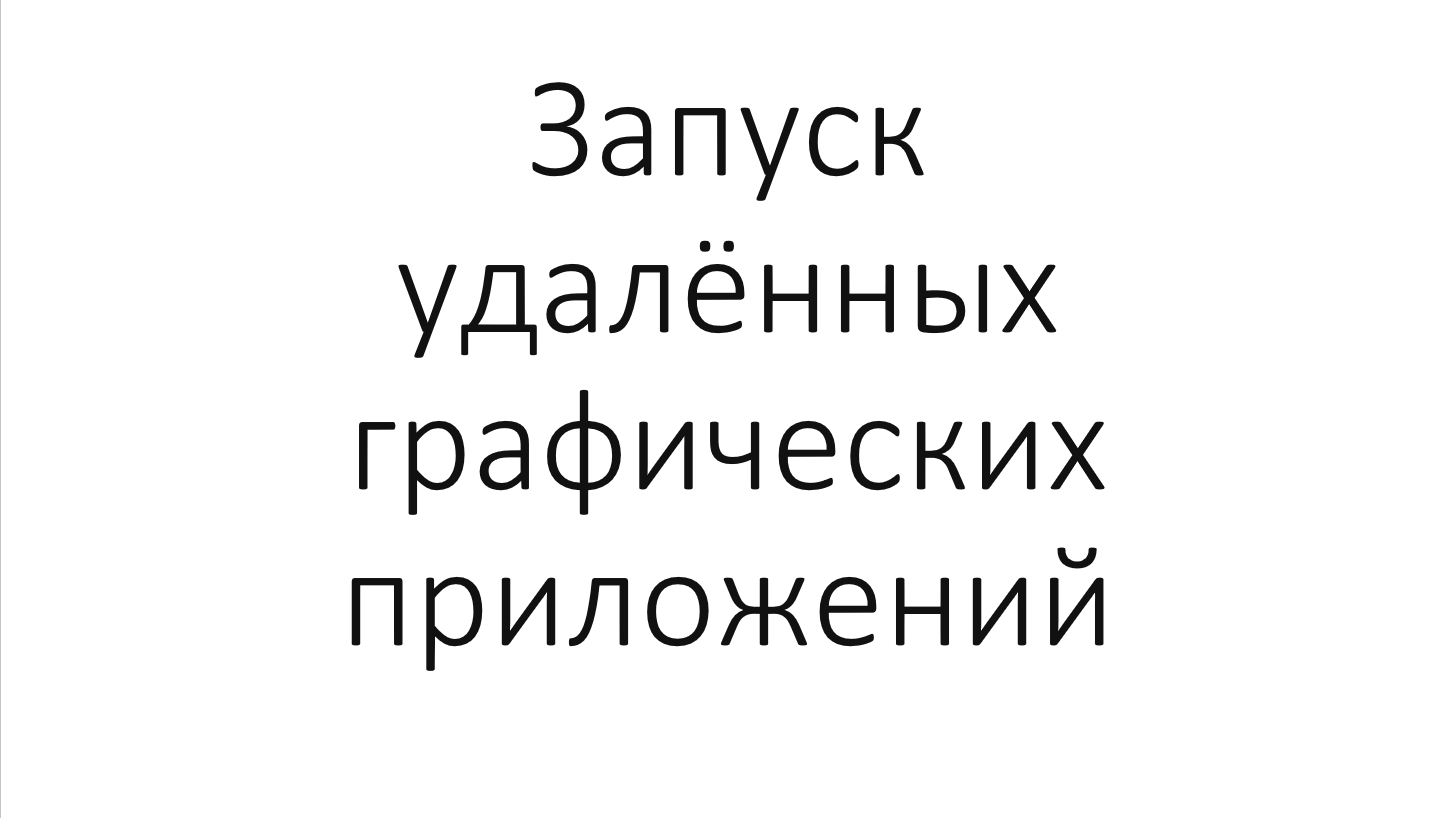 Запуск
удалённых
графических
приложений